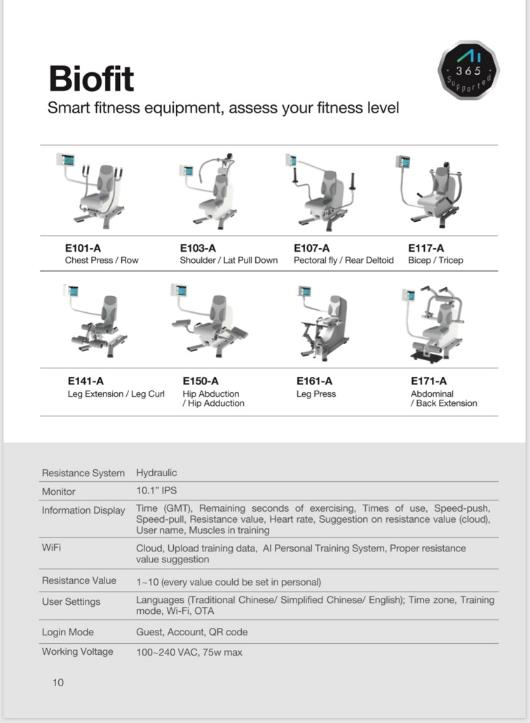 Biofit
Smart fitness equipment, assess your fitness level
Ai
365
Supported
E101-A
Chest Press / Row
E103-A
Shoulder / Lat Pull Down
E107-A
Pectoral fly / Rear Deltoid
E117-A
Bicep / Tricep
E141-A
Leg Extension / Leg Curl
E150-A
Hip Abduction
/ Hip Adduction
E161-A
Leg Press
E171-A
Abdominal
/ Back Extension
Resistance System Hydraulic
Monitor 10.1" IPS
Information Display Time (GMT), Remaining seconds of exercising, Times of use, Speed-push,
Speed-pull, Resistance value, Heart rate, Suggestion on resistance value (cloud),
User name, Muscles in training
WiFi Cloud, Upload training data, AI Personal Training System, Proper resistance
value suggestion
Resistance Value 1~10 (every value could be set in personal)
User Settings Languages (Traditional Chinese/ Simplified Chinese/ English); Time zone, Training
mode, Wi-Fi, OTA
Login Mode Guest, Account, QR code
Working Voltage 100~240 VAC, 75w max
10